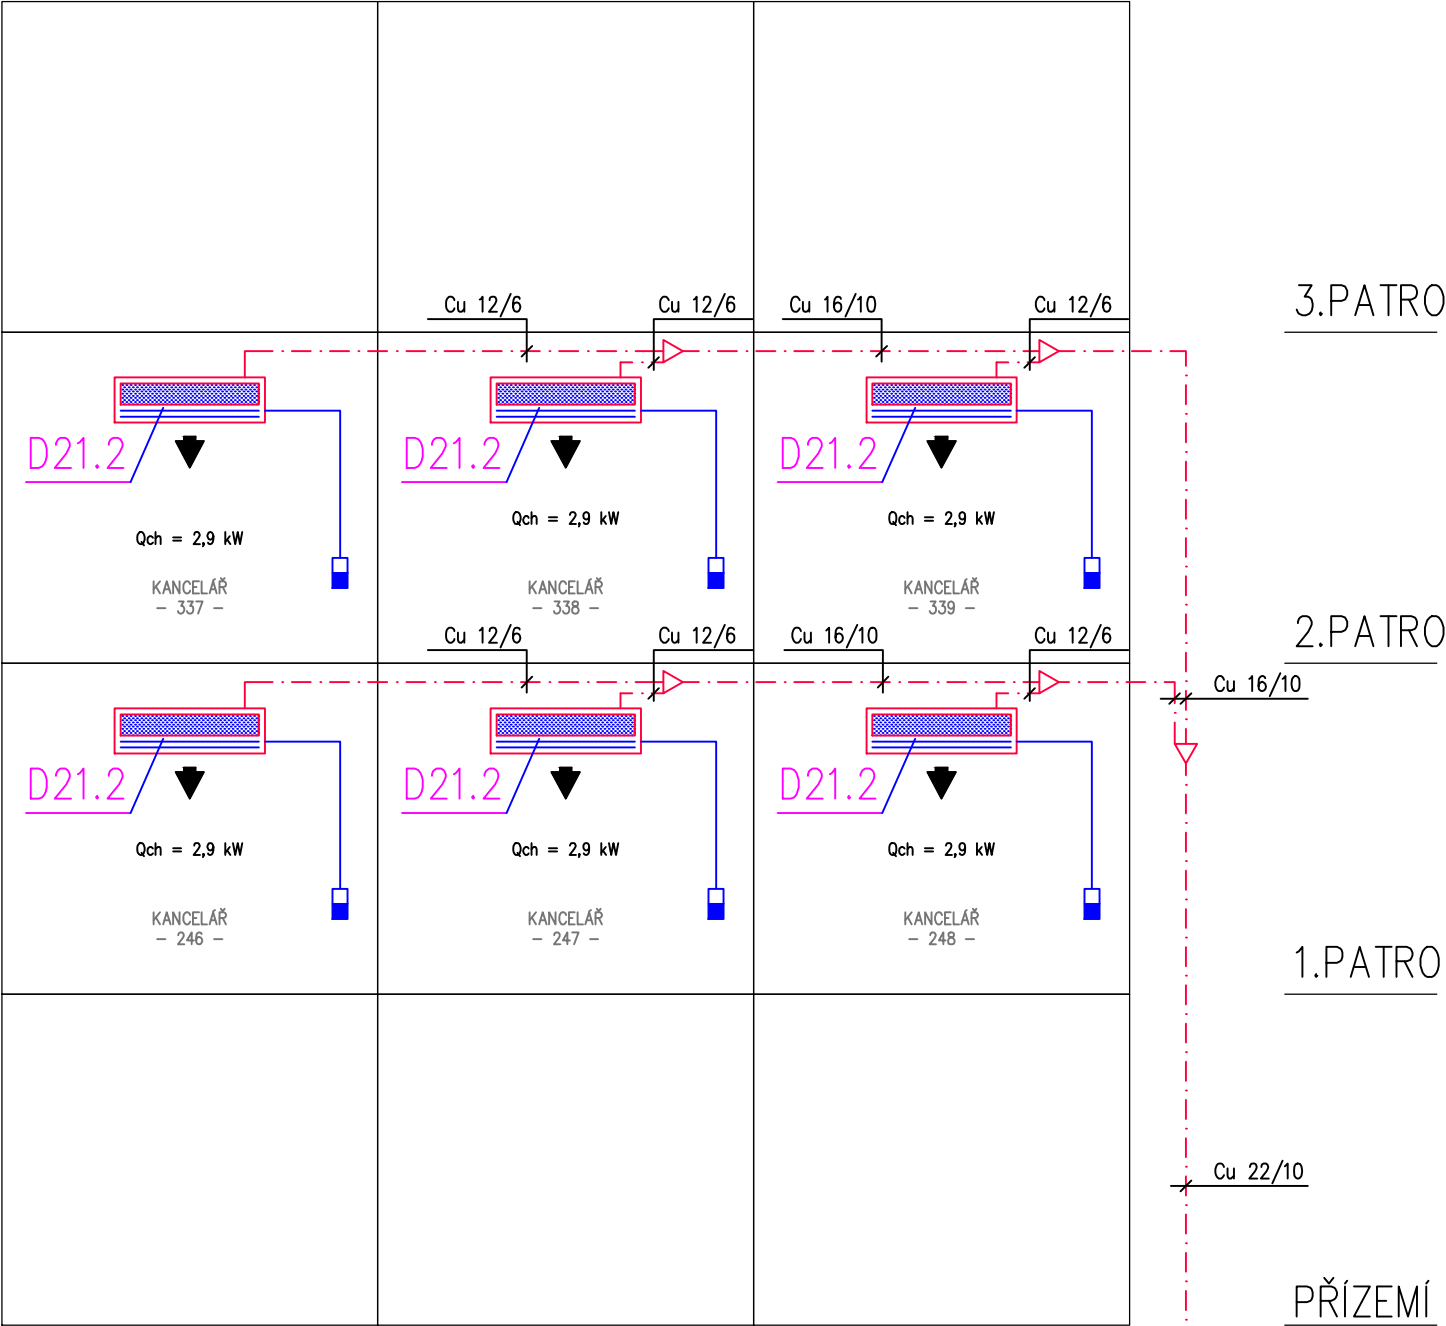 3.PATRO
Cu 12/6
Cu 12/6
Cu 16/10
Cu 12/6
D21.2
D21.2
D21.2
Qch = 2,9 kW
Qch = 2,9 kW
Qch = 2,9 kW
KANCELÁŘ
- 337 -
KANCELÁŘ
- 338 -
KANCELÁŘ
- 339 -
2.PATRO
Cu 12/6
Cu 12/6
Cu 16/10
Cu 12/6
Cu 16/10
D21.2
D21.2
D21.2
Qch = 2,9 kW
Qch = 2,9 kW
Qch = 2,9 kW
KANCELÁŘ
- 246 -
KANCELÁŘ
- 247 -
KANCELÁŘ
- 248 -
1.PATRO
Cu 22/10
PŘÍZEMÍ